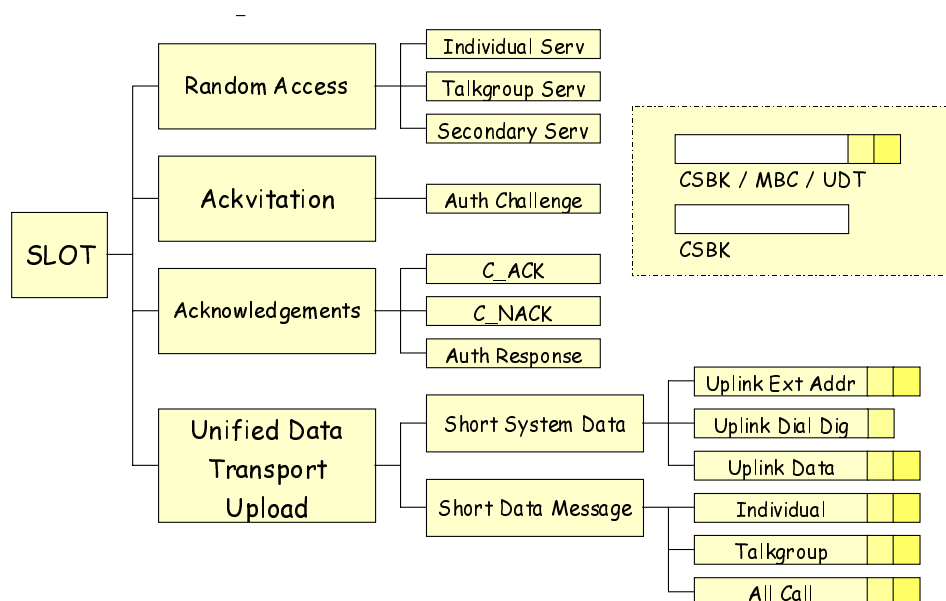 SLOT
Random Access
Individual Serv
Talkgroup Serv
Secondary Serv
Ackvitation
Auth Challenge
Acknowledgements
C_ACK
C_NACK
Auth Response
Unified Data
Transport
Upload
Short System Data
Uplink Ext Addr
Uplink Dial Dig
Uplink Data
Short Data Message
Individual
Talkgroup
All Call
CSBK / MBC / UDT
CSBK